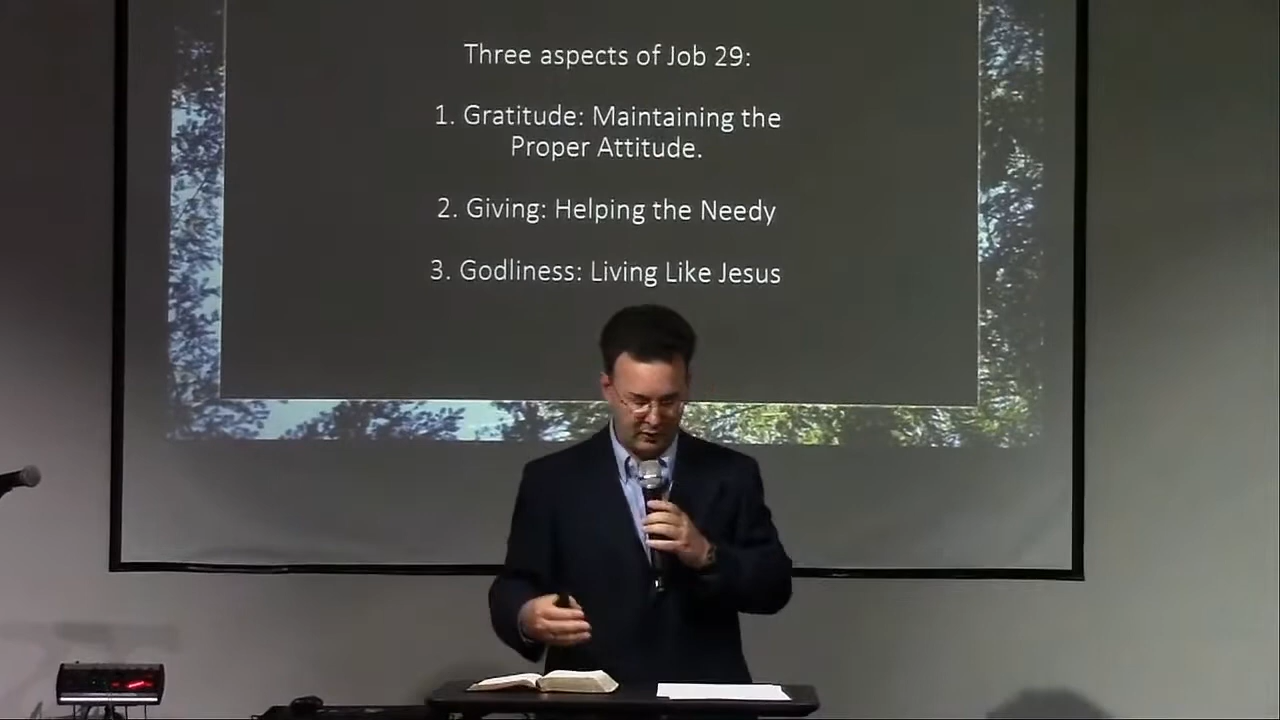 Three aspects of Job 29:
1. Gratitude: Maintaining the
Proper Attitude.
2. Giving: Helping the Needy
3. Godliness: Living Like Jesus